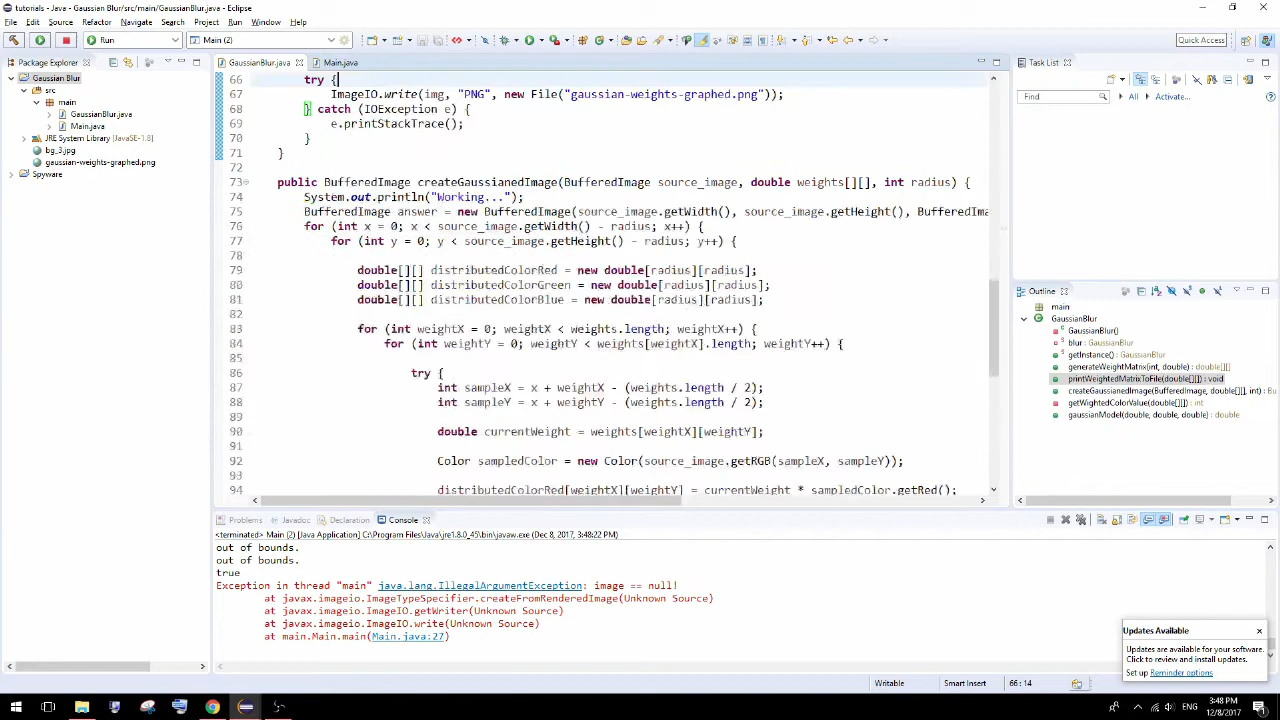 tutorials - Java - Gaussian Blur/src/main/GaussianBlur.java - Eclipse
File Edit Source Refactor Navigate Search Project Run Window Help
Run
Main (2)
Quick Access
Package Explorer
Gaussian Blur
src
main
GaussianBlur.java
Main.java
JRE System Library [JavaSE-1.8]
bg_3.jpg
gaussian-weights-graphed.png
Spyware
GaussianBlur.java
Main.java
66 try {
67 ImageIO.write(img, "PNG", new File("gaussian-weights-graphed.png"));
68 } catch (IOException e) {
69 e.printStackTrace();
70 }
71 }
72
73 public BufferedImage createGaussianedImage(BufferedImage source_image, double weights[][], int radius) {
74 System.out.println("Working...");
75 BufferedImage answer = new BufferedImage(source_image.getWidth(), source_image.getHeight(), BufferedIm
76 for (int x = 0; x < source_image.getWidth() - radius; x++) {
77 for (int y = 0; y < source_image.getHeight() - radius; y++) {
78
79 double[][] distributedColorRed = new double[radius][radius];
80 double[][] distributedColorGreen = new double[radius][radius];
81 double[][] distributedColorBlue = new double[radius][radius];
82
83 for (int weightX = 0; weightX < weights.length; weightX++) {
84 for (int weightY = 0; weightY < weights[weightX].length; weightY++) {
85
86 try {
87 int sampleX = x + weightX - (weights.length / 2);
88 int sampleY = x + weightY - (weights.length / 2);
89
90 double currentWeight = weights[weightX][weightY];
91
92 Color sampledColor = new Color(source_image.getRGB(sampleX, sampleY));
93
94 distributedColorRed[weightX][weightY] = currentWeight * sampledColor.getRed();
Task List
Find
All
Activate...
Outline
main
GaussianBlur
GaussianBlur()
blur : GaussianBlur
getInstance() : GaussianBlur
generateWeightMatrix(int, double) : double[][]
printWeightedMatrixToFile(double[][]) : void
createGaussianedImage(BufferedImage, double[][], int)
getWightedColorValue(double[][]) : int
gaussianModel(double, double, double) : double
Problems
Javadoc
Declaration
Console
<terminated> Main (2) [Java Application] C:\Program Files\Java\jre1.8.0_45\bin\javaw.exe (Dec 8, 2017, 3:48:22 PM)
out of bounds.
out of bounds.
true
Exception in thread "main" java.lang.IllegalArgumentException: image == null!
at javax.imageio.ImageTypeSpecifier.createFromRenderedImage(Unknown Source)
at javax.imageio.ImageIO.getWriter(Unknown Source)
at javax.imageio.ImageIO.write(Unknown Source)
at main.Main.main(Main.java:27)
Updates Available
Updates are available for your software.
Click to review and install updates.
Set up Reminder options
Writable
Smart Insert
66 : 14
ENG
3:48 PM
12/8/2017